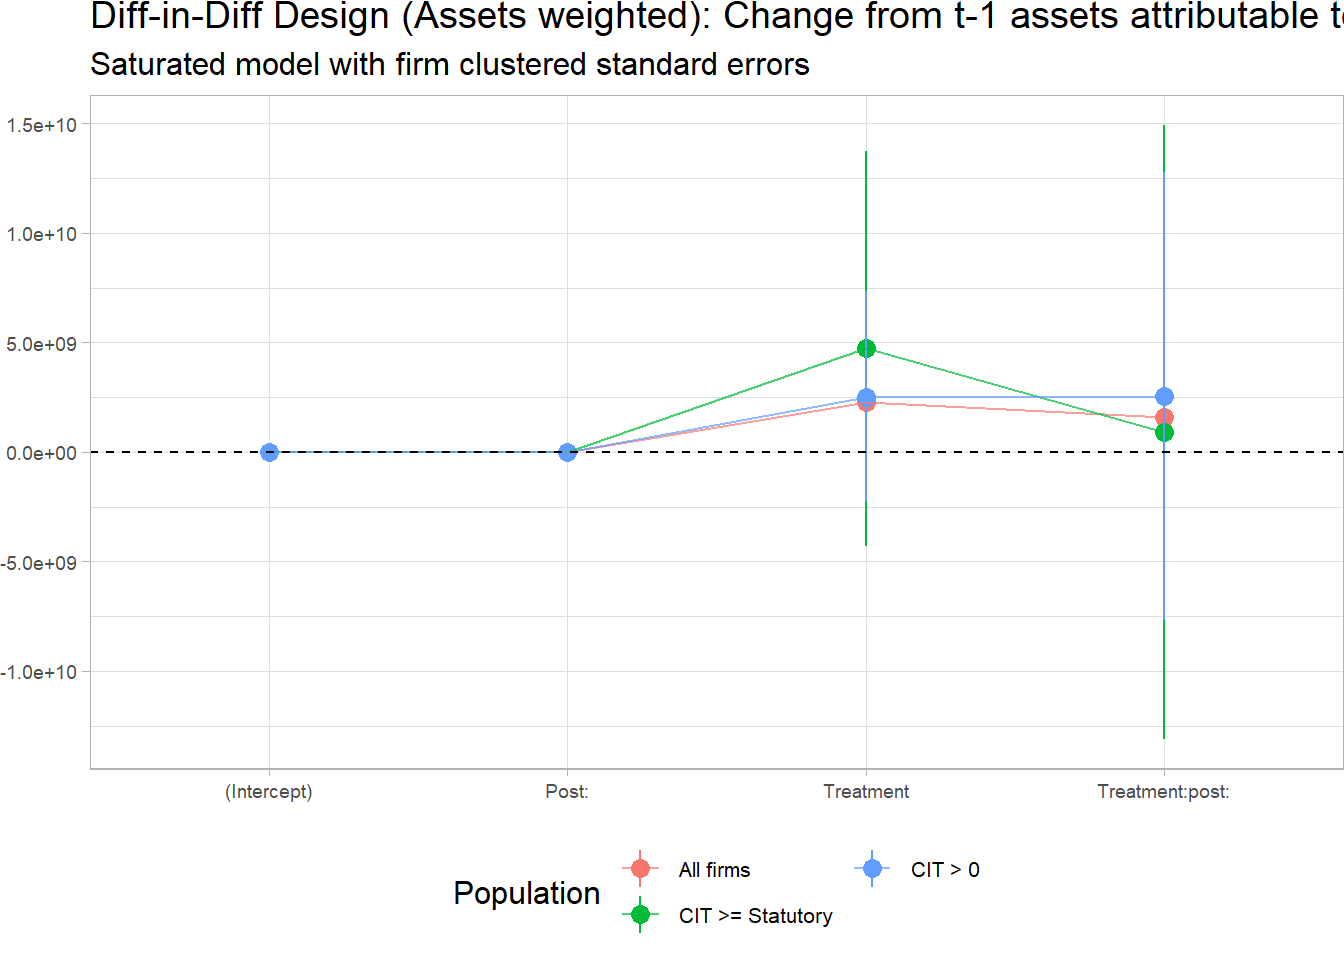 Diff-in-Diff Design (Assets weighted): Change from t-1 assets attributable
Saturated model with firm clustered standard errors
1.5e+10
1.0e+10
5.0e+09
0.0e+00
-5.0e+09
-1.0e+10
(Intercept)
Post:
Treatment
Treatment:post:
Population
All firms
CIT > 0
CIT >= Statutory